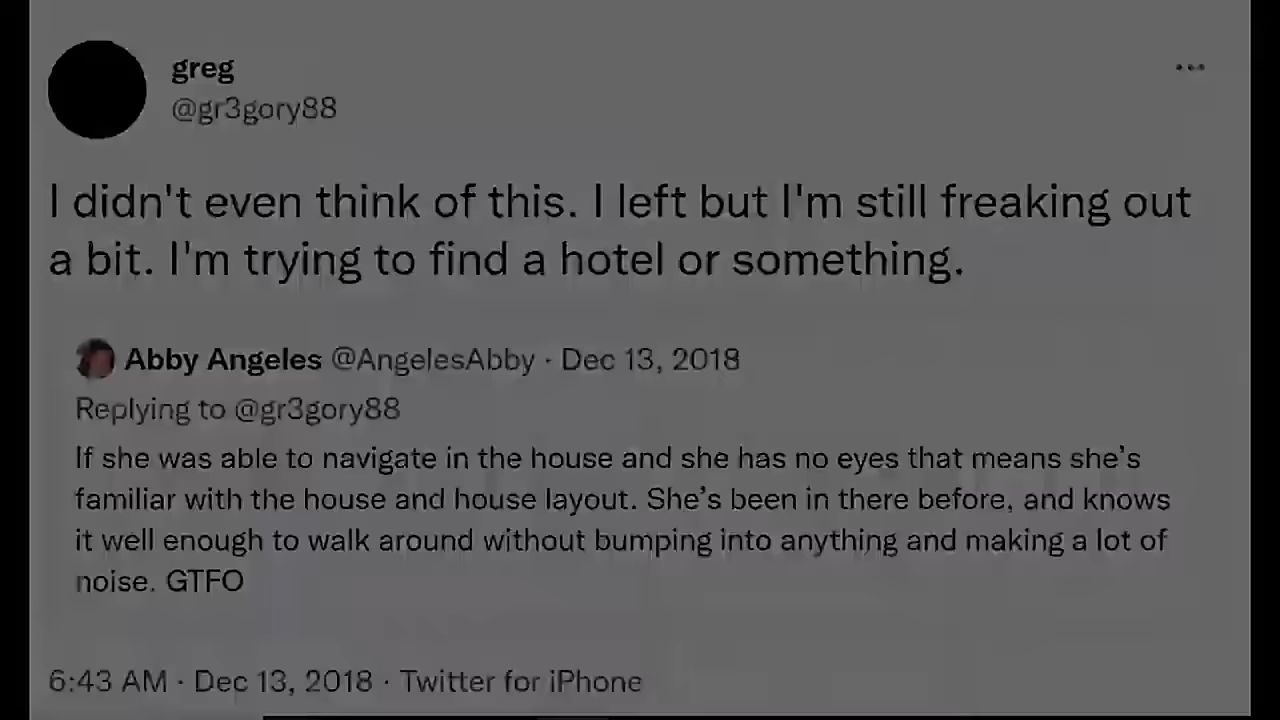 greg
@gr3gory88
I didn't even think of this. I left but I'm still freaking out
a bit. I'm trying to find a hotel or something.
Abby Angeles @AngelesAbby · Dec 13, 2018
Replying to @gr3gory88
If she was able to navigate in the house and she has no eyes that means she's
familiar with the house and house layout. She's been in there before, and knows
it well enough to walk around without bumping into anything and making a lot of
noise. GTFO
6:43 AM · Dec 13, 2018 · Twitter for iPhone